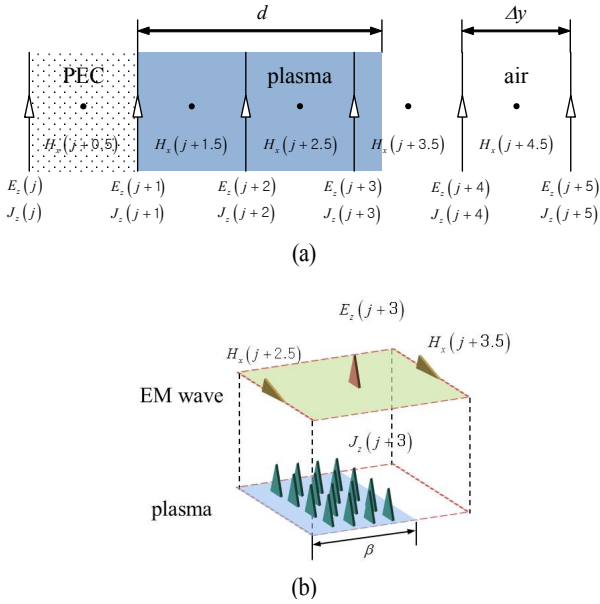 d Δy
PEC plasma air
H_x(j+0.5) H_x(j+1.5) H_x(j+2.5) H_x(j+3.5) H_x(j+4.5)
E_z(j) E_z(j+1) E_z(j+2) E_z(j+3) E_z(j+4) E_z(j+5)
J_z(j) J_z(j+1) J_z(j+2) J_z(j+3) J_z(j+4) J_z(j+5)
(a)
E_z(j+3)
H_x(j+2.5) H_x(j+3.5)
EM wave
J_z(j+3)
plasma
β
(b)